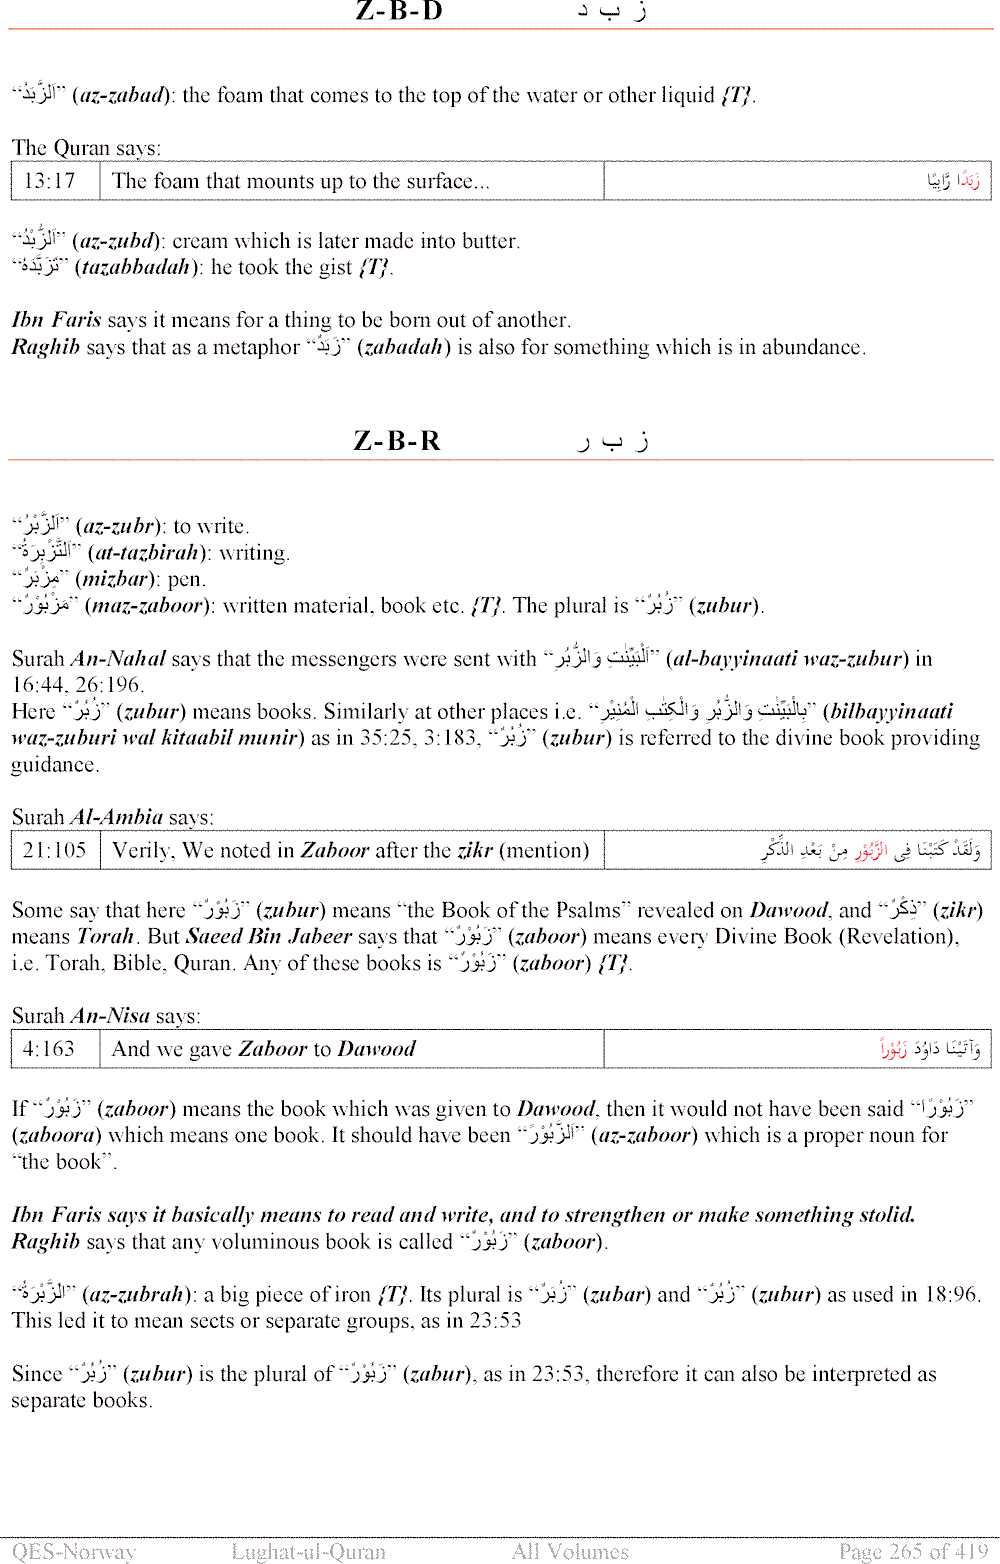 Z-B-D ز ب د
“اَلزَّبَدُ” (az-zabad): the foam that comes to the top of the water or other liquid {T}.
The Quran says:
13:17 The foam that mounts up to the surface... زَبَدًا رَّابِيًا
“اَلزُّبْدُ” (az-zubd): cream which is later made into butter.
“تَزَبَّدَهُ” (tazabbadah): he took the gist {T}.
Ibn Faris says it means for a thing to be born out of another.
Raghib says that as a metaphor “زَبَدٌ” (zabadah) is also for something which is in abundance.
Z-B-R ز ب ر
“اَلزَّبْرُ” (az-zubr): to write.
“اَلتَّزْبِرَةُ” (at-tazbirah): writing.
“مِزْبَرٌ” (mizbar): pen.
“مَزْبُوْرٌ” (maz-zaboor): written material, book etc. {T}. The plural is “زُبُرٌ” (zubur).
Surah An-Nahal says that the messengers were sent with “اَلْبَيِّنٰتِ وَالزُّبُرِ” (al-bayyinaati waz-zubur) in
16:44, 26:196.
Here “زُبُرٌ” (zubur) means books. Similarly at other places i.e. “بِالْبَيِّنٰتِ وَالزُّبُرِ وَالْكِتٰبِ الْمُنِيْرِ” (bilbayyinaati
waz-zuburi wal kitaabil munir) as in 35:25, 3:183, “زُبُرٌ” (zubur) is referred to the divine book providing
guidance.
Surah Al-Ambia says:
21:105 Verily, We noted in Zaboor after the zikr (mention) وَلَقَدْ كَتَبْنَا فِى الزَّبُوْرِ مِنْ بَعْدِ الذِّكْرِ
Some say that here “زَبُوْرٌ” (zubur) means “the Book of the Psalms” revealed on Dawood, and “ذِكْرٌ” (zikr)
means Torah. But Saeed Bin Jabeer says that “زَبُوْرٌ” (zaboor) means every Divine Book (Revelation),
i.e. Torah, Bible, Quran. Any of these books is “زَبُوْرٌ” (zaboor) {T}.
Surah An-Nisa says:
4:163 And we gave Zaboor to Dawood وَآتَيْنَا دَاوُدَ زَبُوْراً
If “زَبُوْرٌ” (zaboor) means the book which was given to Dawood, then it would not have been said “زَبُوْرًا”
(zaboora) which means one book. It should have been “اَلزَّبُوْرَ” (az-zaboor) which is a proper noun for
“the book”.
Ibn Faris says it basically means to read and write, and to strengthen or make something stolid.
Raghib says that any voluminous book is called “زَبُوْرٌ” (zaboor).
“الزُّبْرَةُ” (az-zubrah): a big piece of iron {T}. Its plural is “زُبَرٌ” (zubar) and “زُبُرٌ” (zubur) as used in 18:96.
This led it to mean sects or separate groups, as in 23:53
Since “زُبُرٌ” (zubur) is the plural of “زَبُوْرٌ” (zabur), as in 23:53, therefore it can also be interpreted as
separate books.
QES-Norway Lughat-ul-Quran All Volumes Page 265 of 419